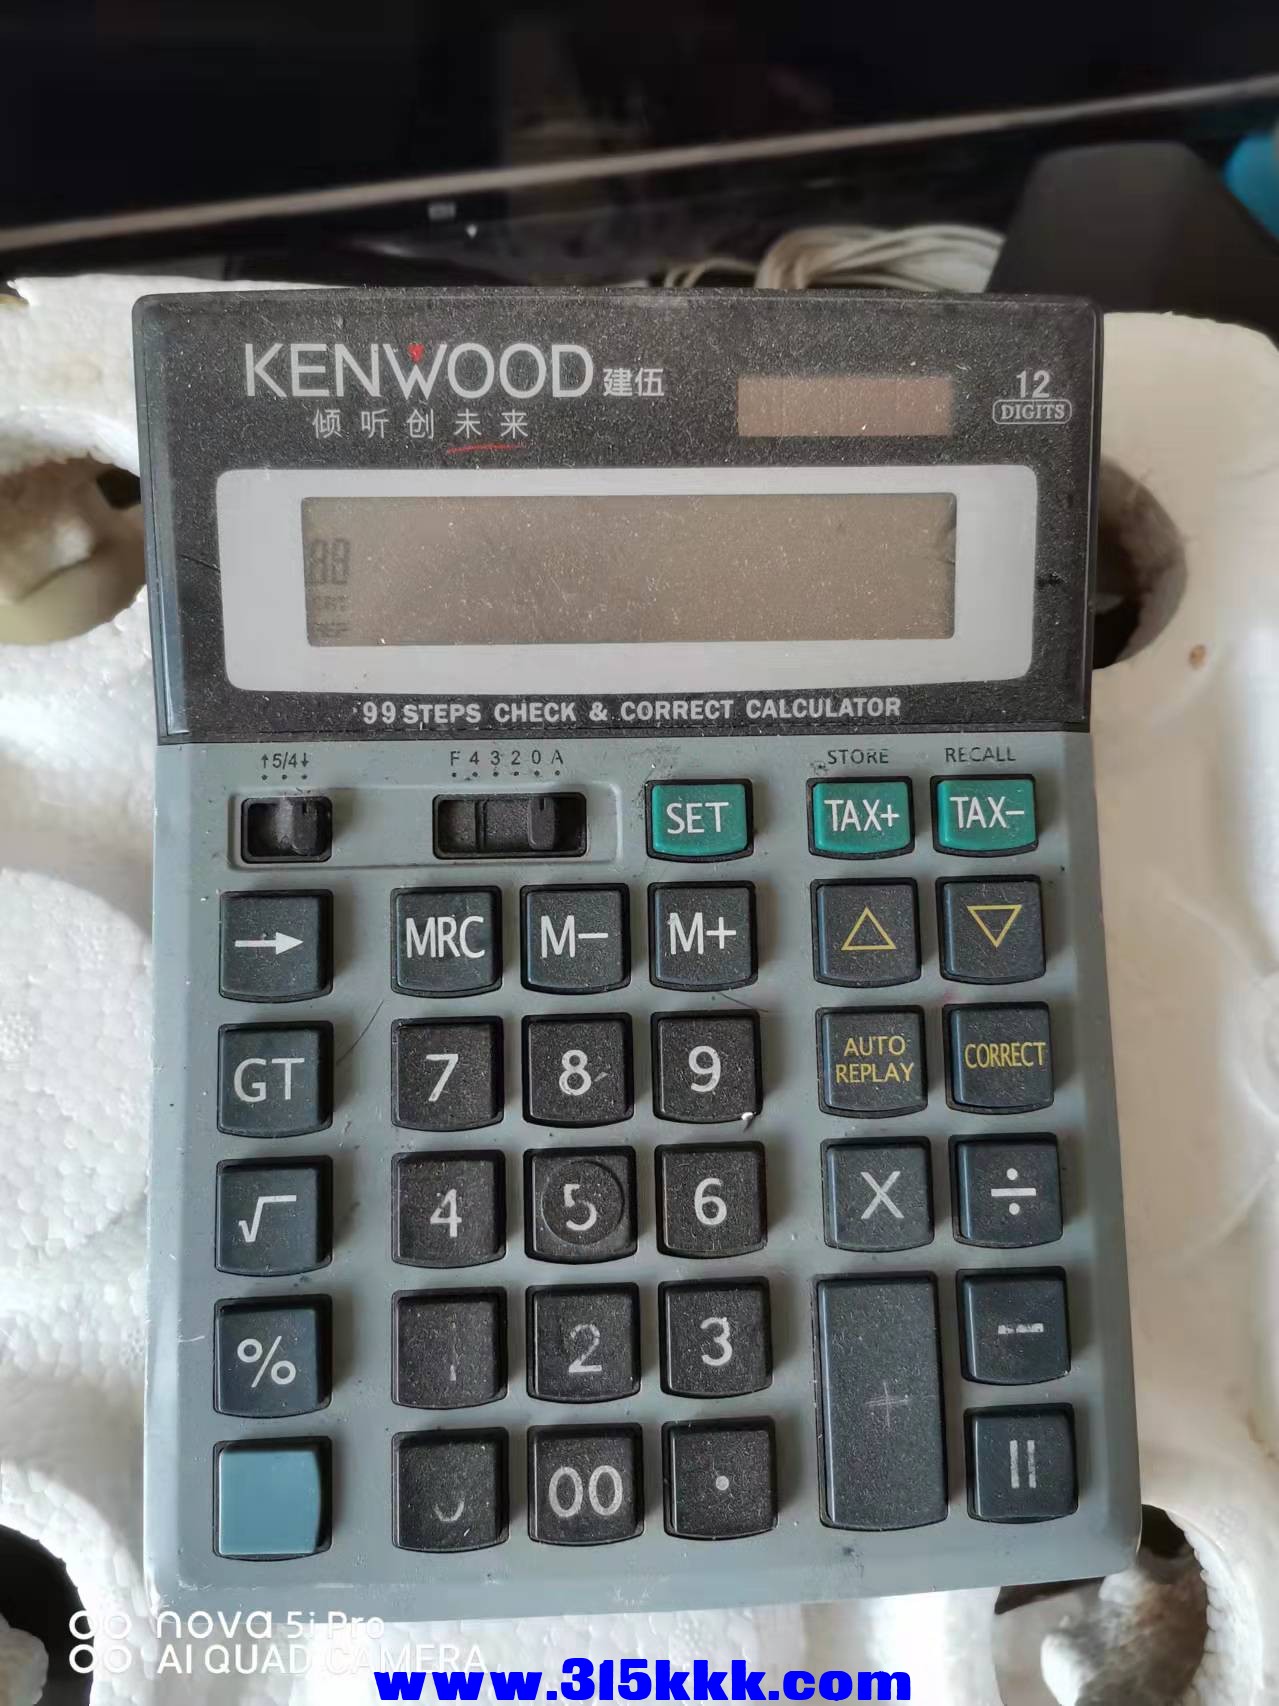 KENWOOD 建伍
倾听创未来
12
DIGITS
99 STEPS CHECK & CORRECT CALCULATOR
↑5/4↓
F 4 3 2 0 A
STORE RECALL
SET TAX+ TAX−
→ MRC M− M+ △ ▽
GT 7 8 9 AUTO REPLAY CORRECT
√ 4 5 6 X ÷
% 1 2 3 + −
00 · =
nova 5i Pro
AI QUAD CAMERA
www.315kkk.com